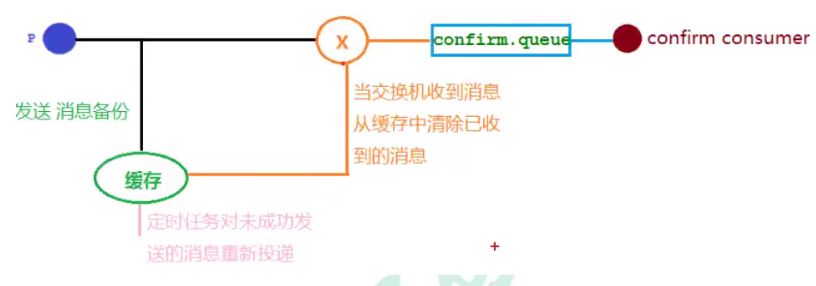 P
X
confirm.queue
confirm consumer
发送 消息备份
当交换机收到消息
从缓存中清除已收
到的消息
缓存
定时任务对未成功发
送的消息重新投递